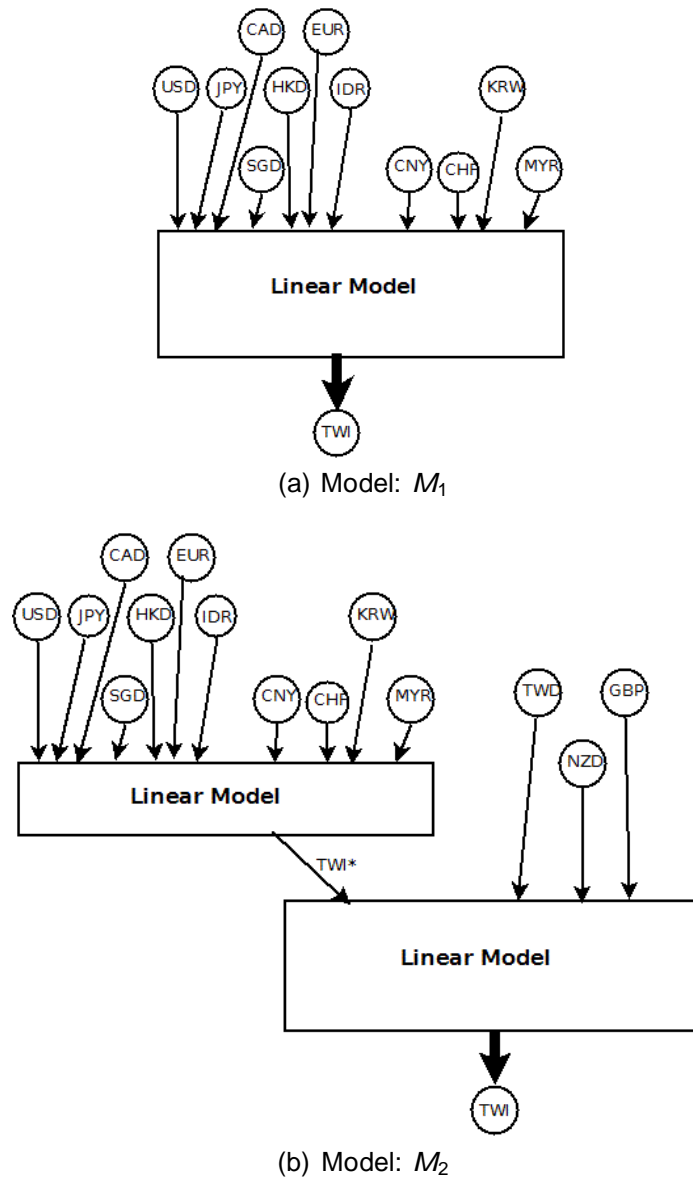 CAD EUR
USD JPY HKD IDR KRW
SGD CNY CHF MYR
Linear Model
TWI
(a) Model: M1
CAD EUR
USD JPY HKD IDR KRW
SGD CNY CHF MYR TWD GBP
NZD
Linear Model
TWI*
Linear Model
TWI
(b) Model: M2